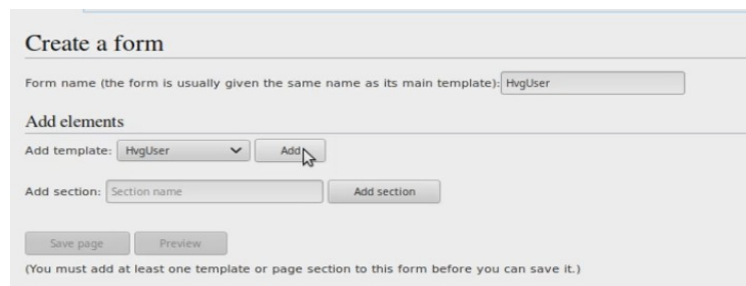 Create a form
Form name (the form is usually given the same name as its main template): HvgUser
Add elements
Add template: HvgUser Add
Add section: Section name Add section
Save page Preview
(You must add at least one template or page section to this form before you can save it.)